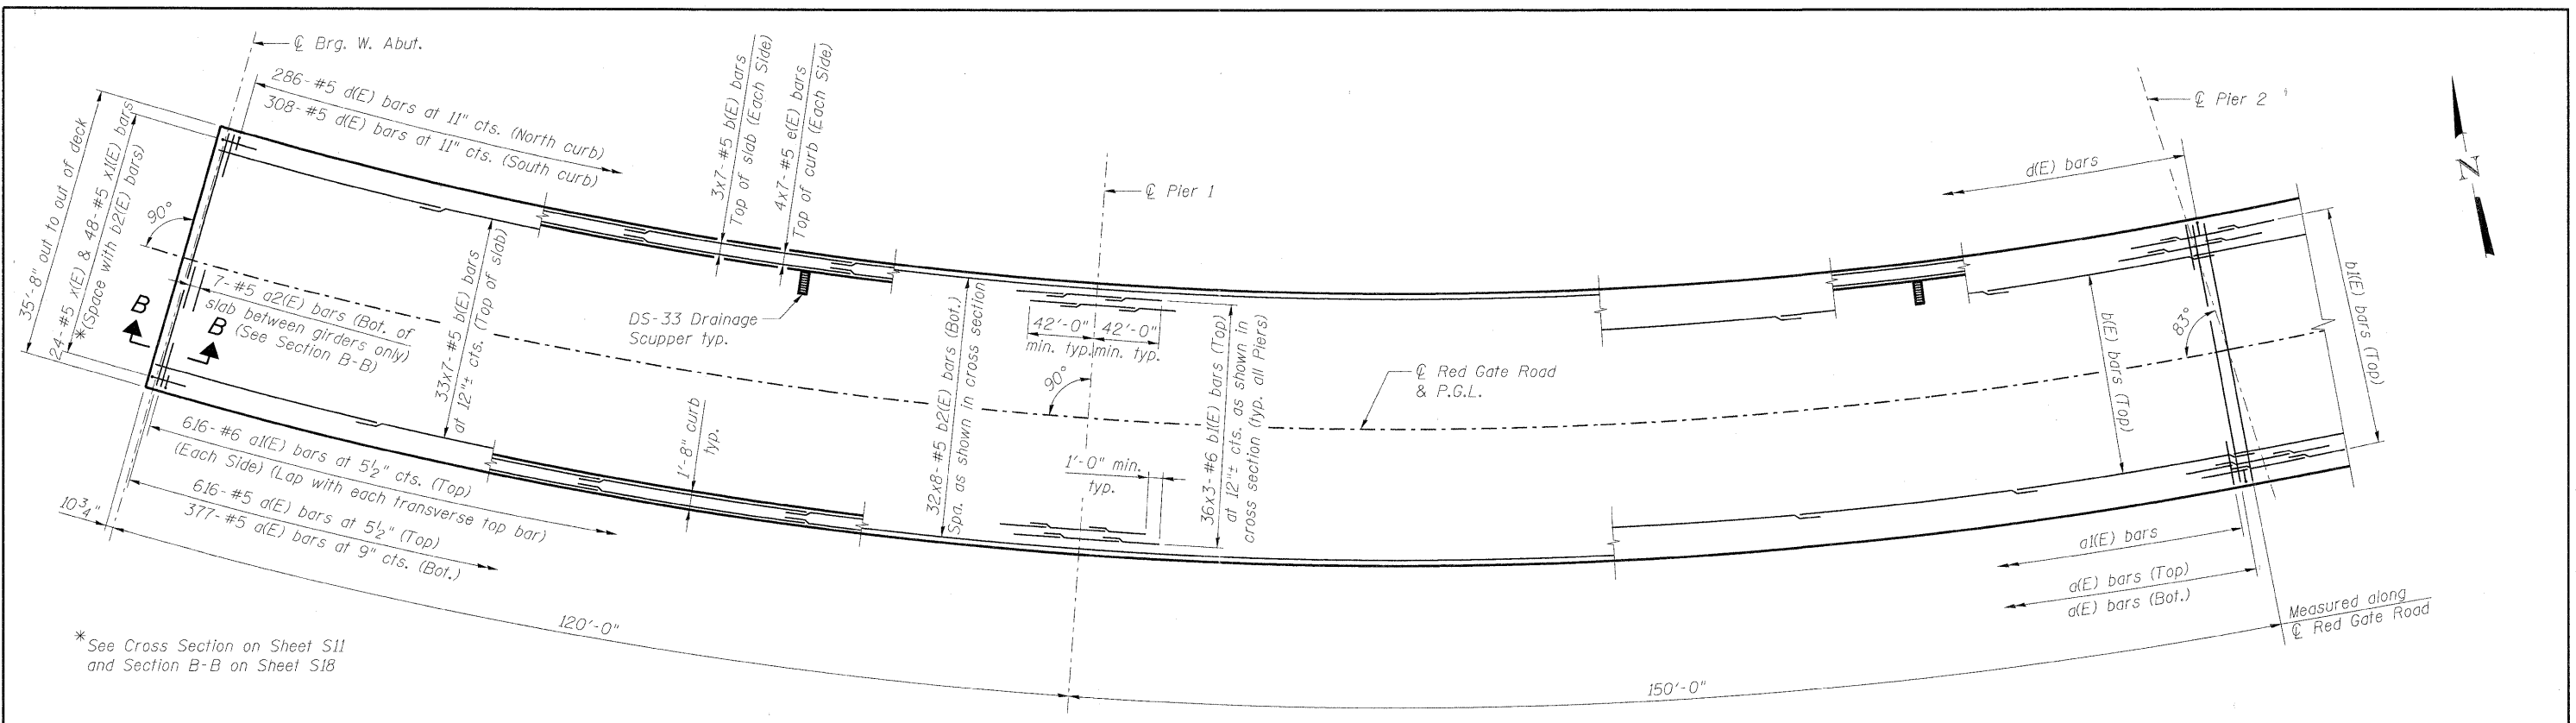 ℄ Brg. W. Abut.
286-#5 d(E) bars at 11" cts. (North curb)
308-#5 d(E) bars at 11" cts. (South curb)
35'-8" out to out of deck
24-#5 x(E) & 48-#5 x1(E) bars
*(Space with b2(E) bars)
90°
B
B
7-#5 a2(E) bars (Bot. of
slab between girders only)
(See Section B-B)
33x7-#5 b(E) bars
at 12"± cts. (Top of slab)
3x7-#5 b(E) bars
Top of slab (Each Side)
4x7-#5 e(E) bars
Top of curb (Each Side)
DS-33 Drainage
Scupper typ.
℄ Pier 1
42'-0"
min. typ.
42'-0"
min. typ.
90°
32x8-#5 b2(E) bars (Bot.)
Spa. as shown in cross section
36x3-#6 b1(E) bars (Top)
at 12"± cts. as shown in
cross section (typ. all Piers)
1'-0" min.
typ.
1'-8" curb
typ.
℄ Red Gate Road
& P.G.L.
℄ Pier 2
N
d(E) bars
b(E) bars (Top)
83°
b1(E) bars (Top)
616-#6 a1(E) bars at 5½" cts. (Top)
(Each Side) (Lap with each transverse top bar)
616-#5 a(E) bars at 5½" (Top)
377-#5 a(E) bars at 9" cts. (Bot.)
10¾"
a1(E) bars
a(E) bars (Top)
a(E) bars (Bot.)
Measured along
℄ Red Gate Road
120'-0"
150'-0"
*See Cross Section on Sheet S11
and Section B-B on Sheet S18